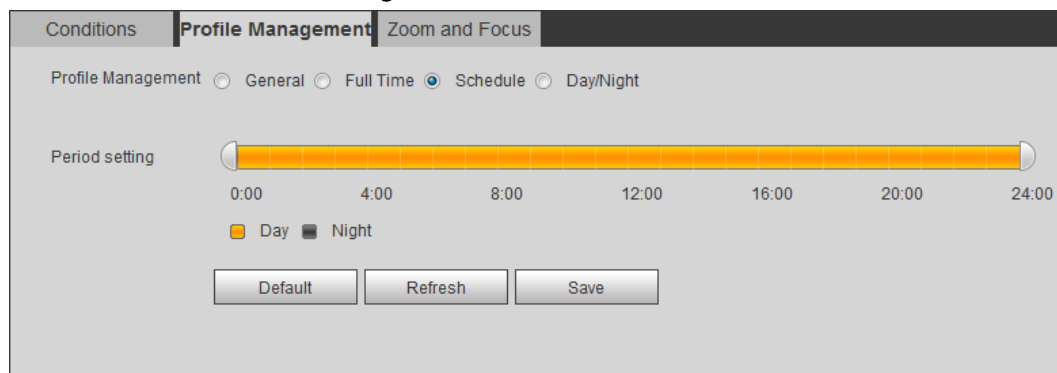 Conditions Profile Management Zoom and Focus
Profile Management General Full Time Schedule Day/Night
Period setting
0:00 4:00 8:00 12:00 16:00 20:00 24:00
Day Night
Default Refresh Save